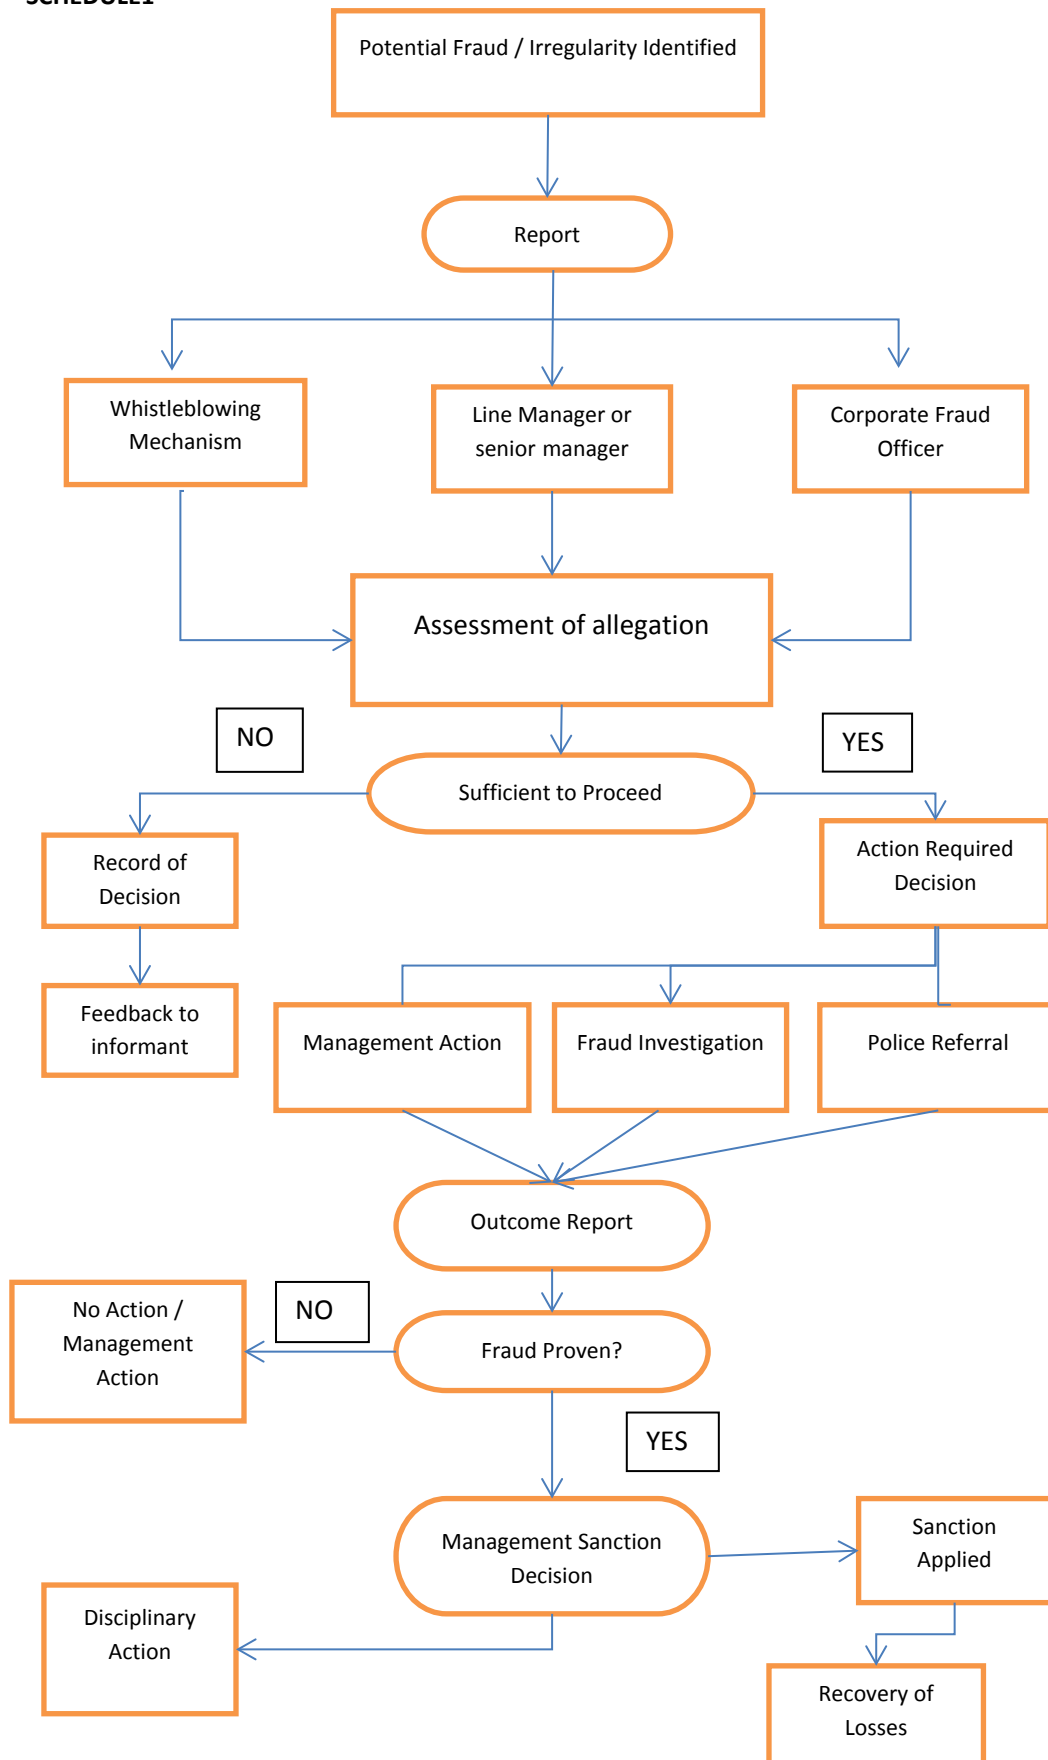 SCHEDULE1
Potential Fraud / Irregularity Identified
Report
Whistleblowing
Mechanism
Line Manager or
senior manager
Corporate Fraud
Officer
Assessment of allegation
NO
YES
Sufficient to Proceed
Record of
Decision
Action Required
Decision
Feedback to
informant
Management Action
Fraud Investigation
Police Referral
Outcome Report
No Action /
Management
Action
NO
Fraud Proven?
YES
Management Sanction
Decision
Sanction
Applied
Disciplinary
Action
Recovery of
Losses